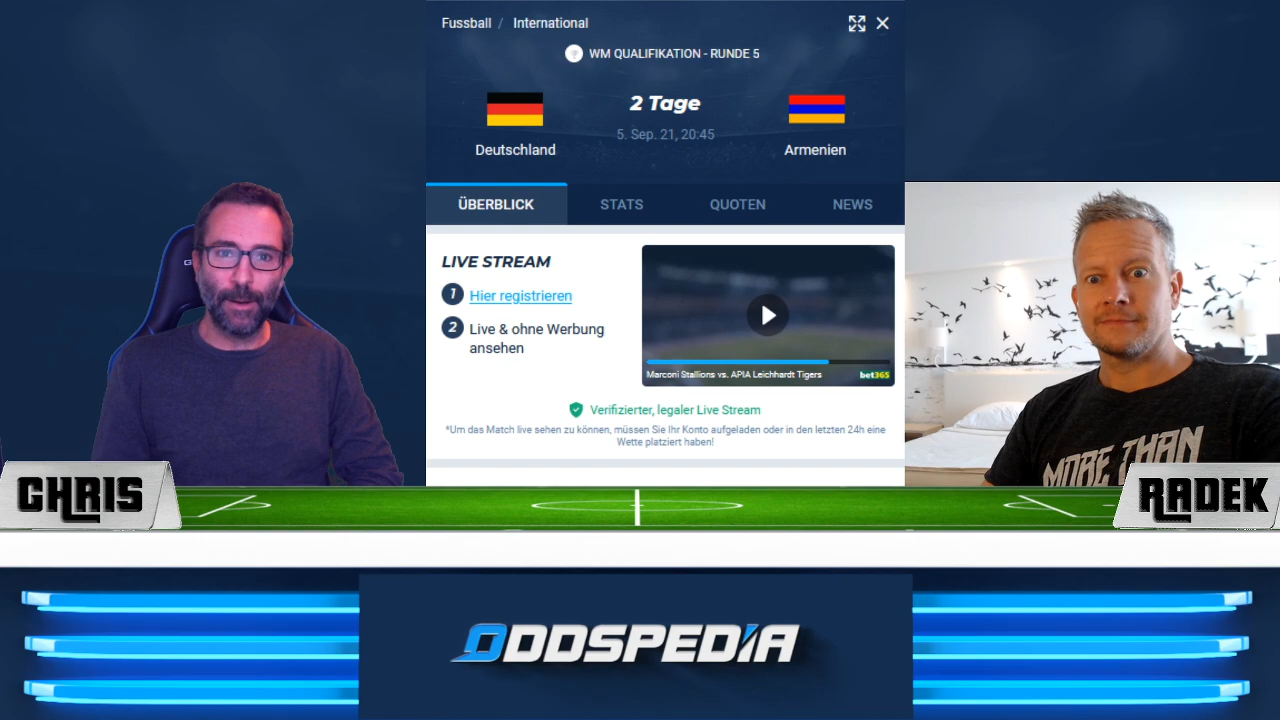 Fussball / International
WM QUALIFIKATION - RUNDE 5
2 Tage
5. Sep. 21, 20:45
Deutschland
Armenien
ÜBERBLICK
STATS
QUOTEN
NEWS
LIVE STREAM
1 Hier registrieren
2 Live & ohne Werbung
ansehen
Marconi Stallions vs. APIA Leichhardt Tigers
bet365
Verifizierter, legaler Live Stream
*Um das Match live sehen zu können, müssen Sie Ihr Konto aufgeladen oder in den letzten 24h eine
Wette platziert haben!
MORE THAN
CHRIS
RADEK
ODDSPEDIA